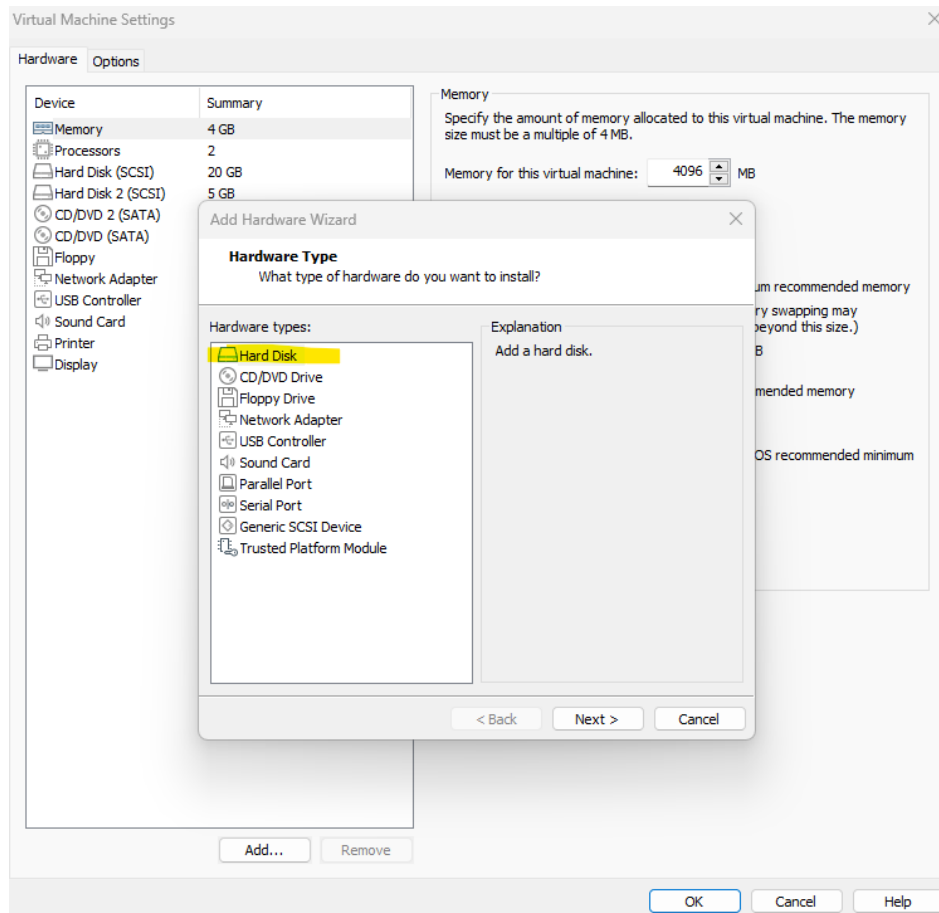 Virtual Machine Settings
Hardware Options
Device Summary
Memory 4 GB
Processors 2
Hard Disk (SCSI) 20 GB
Hard Disk 2 (SCSI) 5 GB
CD/DVD 2 (SATA)
CD/DVD (SATA)
Floppy
Network Adapter
USB Controller
Sound Card
Printer
Display
Add... Remove
Memory
Specify the amount of memory allocated to this virtual machine. The memory
size must be a multiple of 4 MB.
Memory for this virtual machine: 4096 MB
um recommended memory
ry swapping may
beyond this size.)
B
mended memory
OS recommended minimum
Add Hardware Wizard
Hardware Type
What type of hardware do you want to install?
Hardware types:
Hard Disk
CD/DVD Drive
Floppy Drive
Network Adapter
USB Controller
Sound Card
Parallel Port
Serial Port
Generic SCSI Device
Trusted Platform Module
Explanation
Add a hard disk.
< Back Next > Cancel
OK Cancel Help